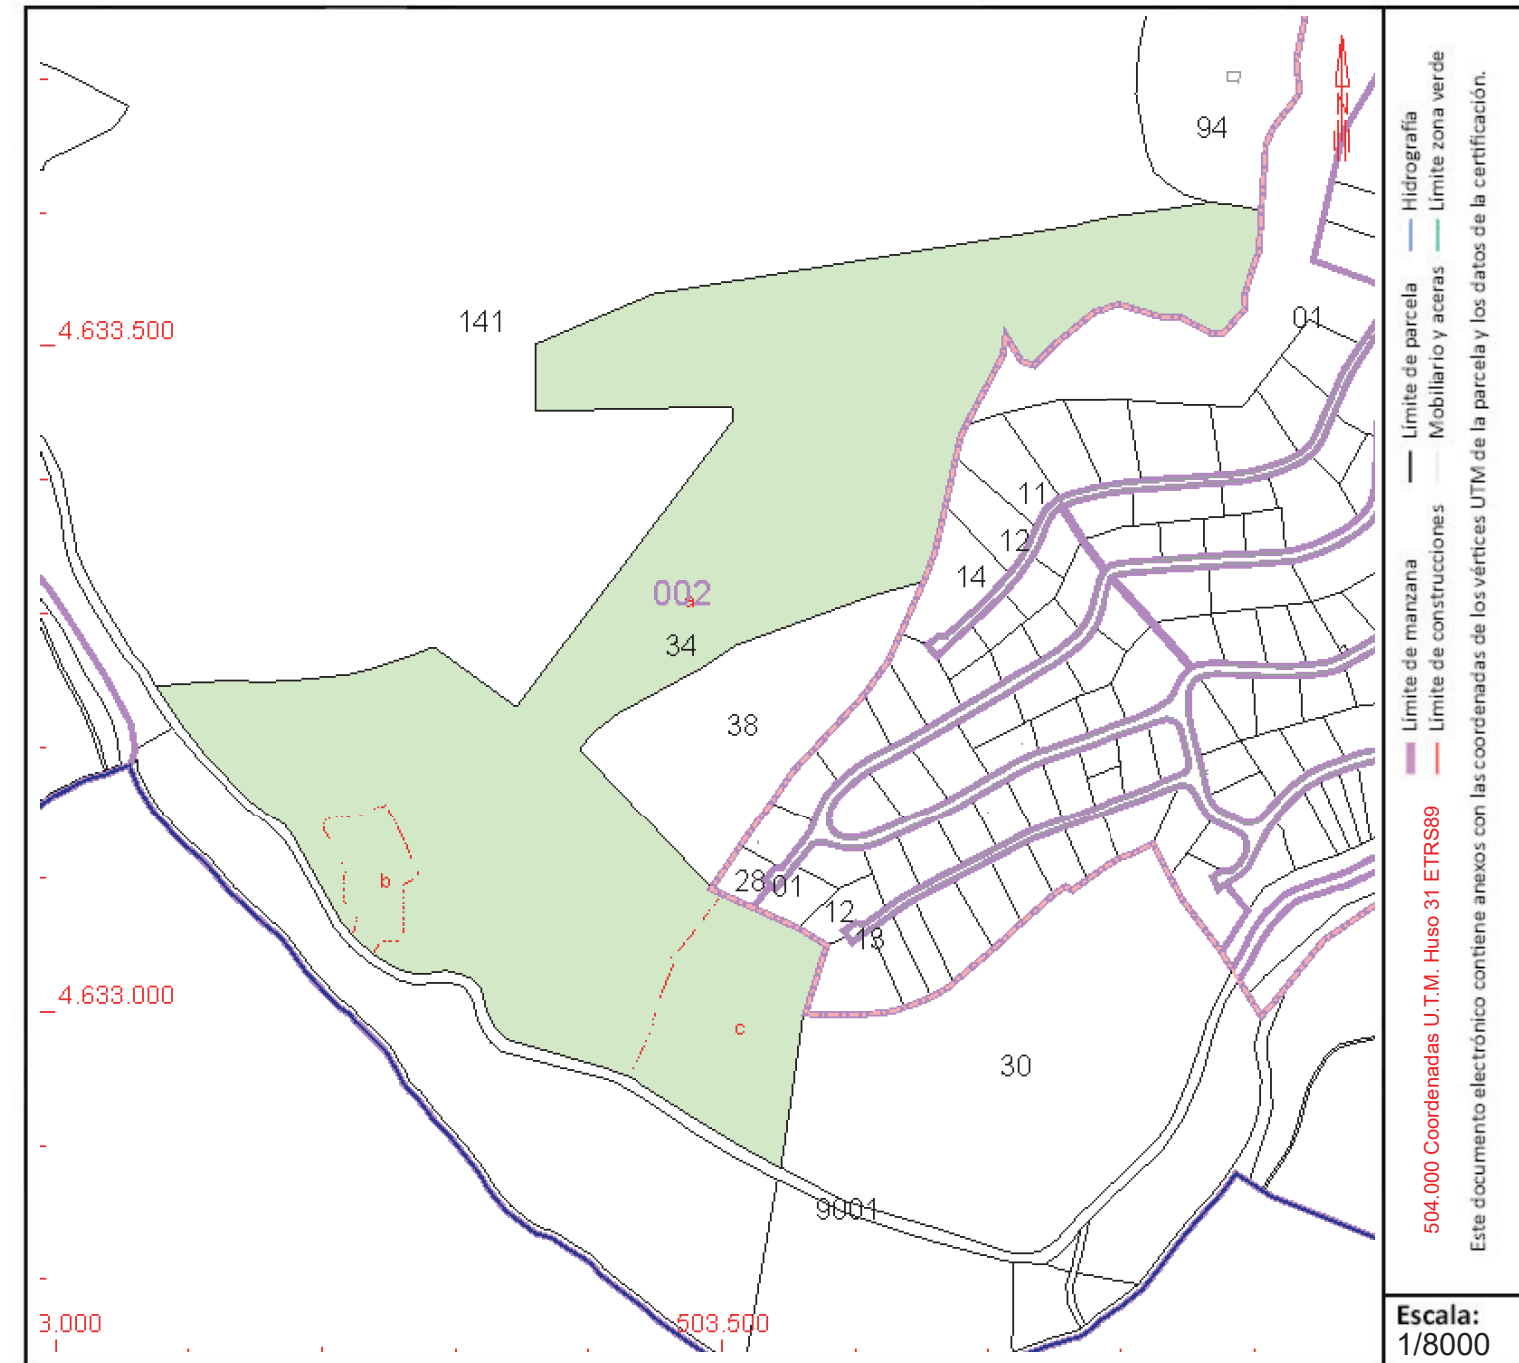 94
141
4.633.500
01
11
12
14
002
a
34
38
b
28
01
12
13
4.633.000
c
30
9001
3.000
503.500
N
Límite de manzana
Límite de parcela
Hidrografía
Límite de construcciones
Mobiliario y aceras
Límite zona verde
504.000 Coordenadas U.T.M. Huso 31 ETRS89
Este documento electrónico contiene anexos con las coordenadas de los vértices UTM de la parcela y los datos de la certificación.
Escala:
1/8000